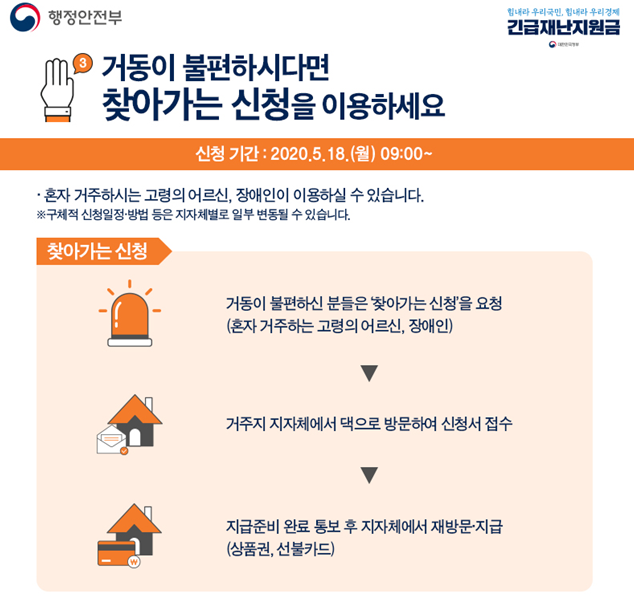 행정안전부
힘내라 우리국민, 힘내라 우리경제
긴급재난지원금
대한민국정부
3
거동이 불편하시다면
찾아가는 신청을 이용하세요
신청 기간 : 2020.5.18.(월) 09:00~
· 혼자 거주하시는 고령의 어르신, 장애인이 이용하실 수 있습니다.
※구체적 신청일정·방법 등은 지자체별로 일부 변동될 수 있습니다.
찾아가는 신청
거동이 불편하신 분들은 ‘찾아가는 신청’을 요청
(혼자 거주하는 고령의 어르신, 장애인)
거주지 지자체에서 댁으로 방문하여 신청서 접수
지급준비 완료 통보 후 지자체에서 재방문·지급
(상품권, 선불카드)
₩